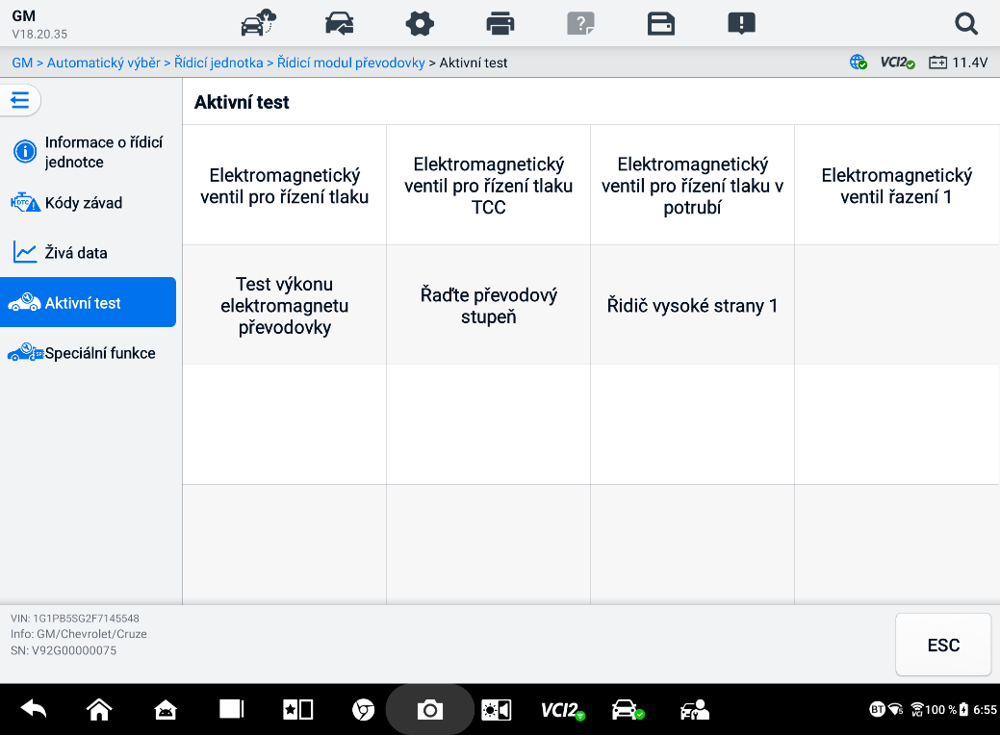 GM
V18.20.35
GM > Automatický výběr > Řídicí jednotka > Řídicí modul převodovky > Aktivní test
VCI2
11.4V
Aktivní test
Informace o řídicí
jednotce
DTC
Kódy závad
Živá data
Aktivní test
Speciální funkce
Elektromagnetický
ventil pro řízení tlaku
Elektromagnetický
ventil pro řízení tlaku
TCC
Elektromagnetický
ventil pro řízení tlaku v
potrubí
Elektromagnetický
ventil řazení 1
Test výkonu
elektromagnetu
převodovky
Řaďte převodový
stupeň
Řidič vysoké strany 1
VIN: 1G1PB5SG2F7145548
Info: GM/Chevrolet/Cruze
SN: V92G00000075
ESC
VCI2
BT
5
VCI
100 %
6:55